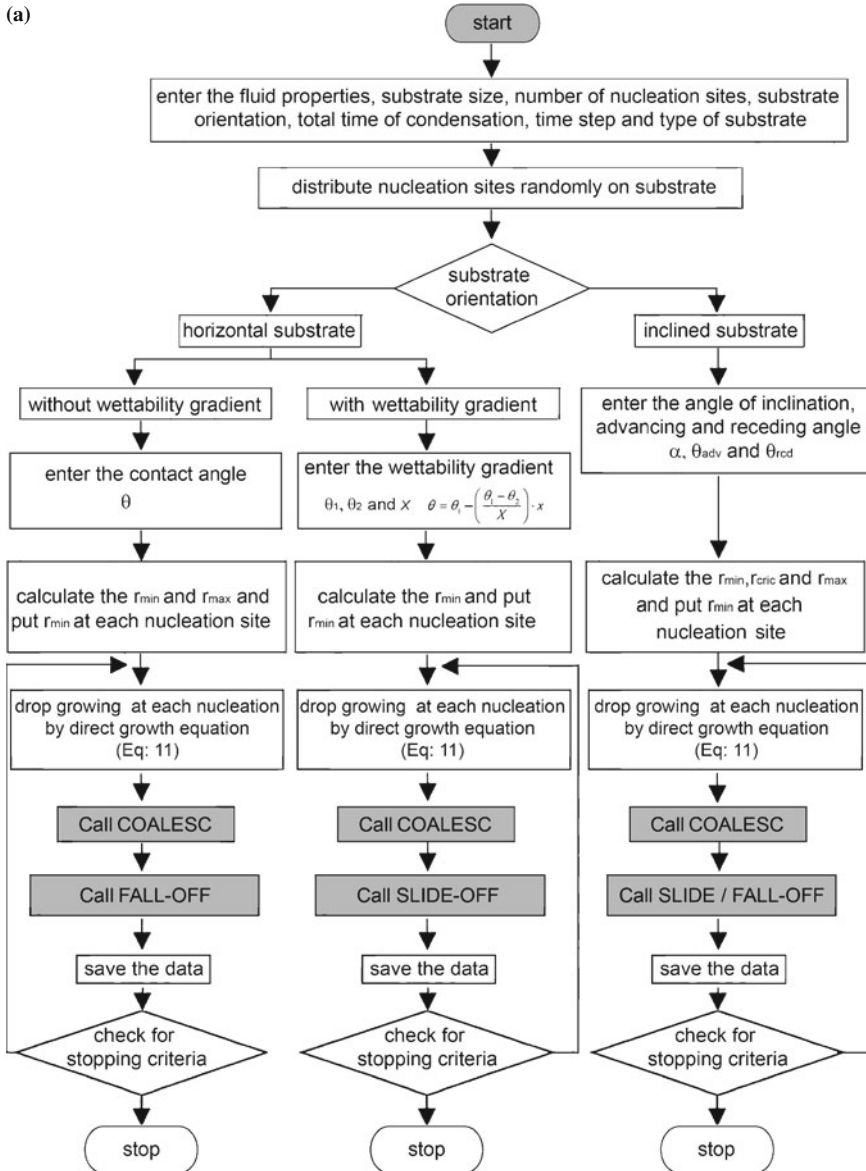 (a)
start
enter the fluid properties, substrate size, number of nucleation sites, substrate
orientation, total time of condensation, time step and type of substrate
distribute nucleation sites randomly on substrate
substrate
orientation
horizontal substrate
inclined substrate
without wettability gradient
with wettability gradient
enter the angle of inclination,
advancing and receding angle
α, θadv and θrcd
enter the contact angle
θ
enter the wettability gradient
θ1, θ2 and X θ = θ1 − ((θ1 − θ2) / X) · x
calculate the rmin and rmax and
put rmin at each nucleation site
calculate the rmin and put
rmin at each nucleation site
calculate the rmin,rcric and rmax
and put rmin at each
nucleation site
drop growing at each nucleation
by direct growth equation
(Eq: 11)
drop growing at each nucleation
by direct growth equation
(Eq: 11)
drop growing at each nucleation
by direct growth equation
(Eq: 11)
Call COALESC
Call COALESC
Call COALESC
Call FALL-OFF
Call SLIDE-OFF
Call SLIDE / FALL-OFF
save the data
save the data
save the data
check for
stopping criteria
check for
stopping criteria
check for
stopping criteria
stop
stop
stop